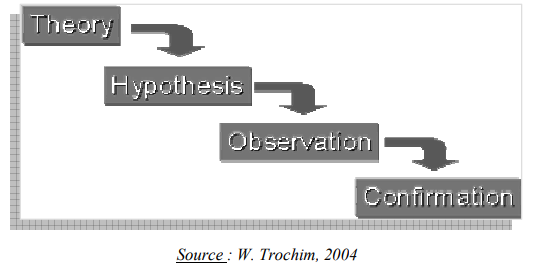 Theory
Hypothesis
Observation
Confirmation
Source : W. Trochim, 2004